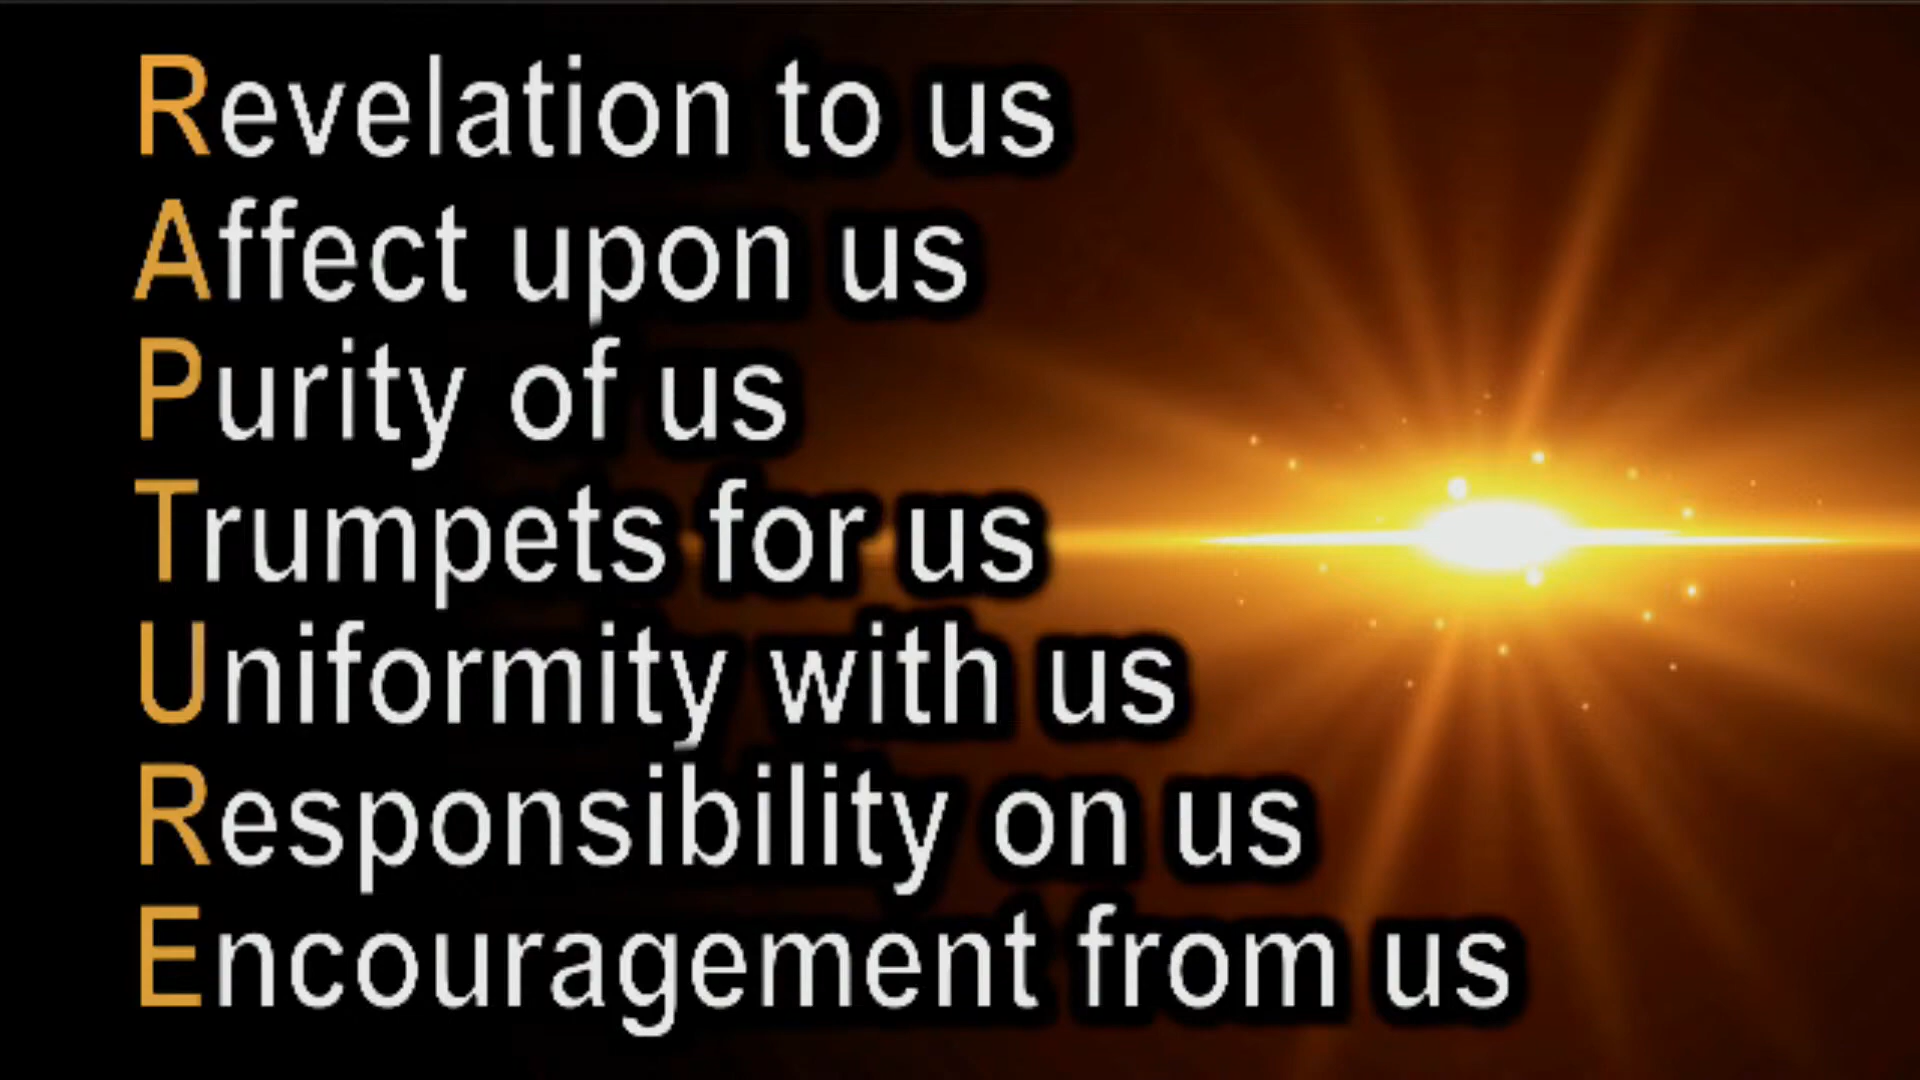 Revelation to us
Affect upon us
Purity of us
Trumpets for us
Uniformity with us
Responsibility on us
Encouragement from us